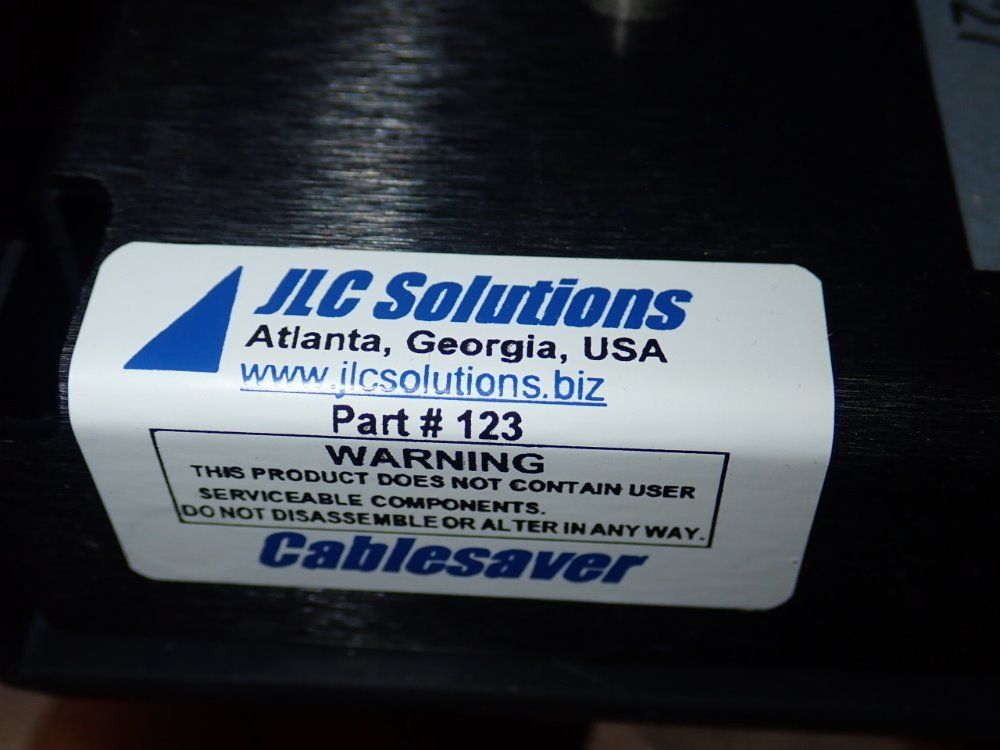 JLC Solutions
Atlanta, Georgia, USA
www.jlcsolutions.biz
Part # 123
WARNING
THIS PRODUCT DOES NOT CONTAIN USER
SERVICEABLE COMPONENTS.
DO NOT DISASSEMBLE OR ALTER IN ANY WAY.
Cablesaver